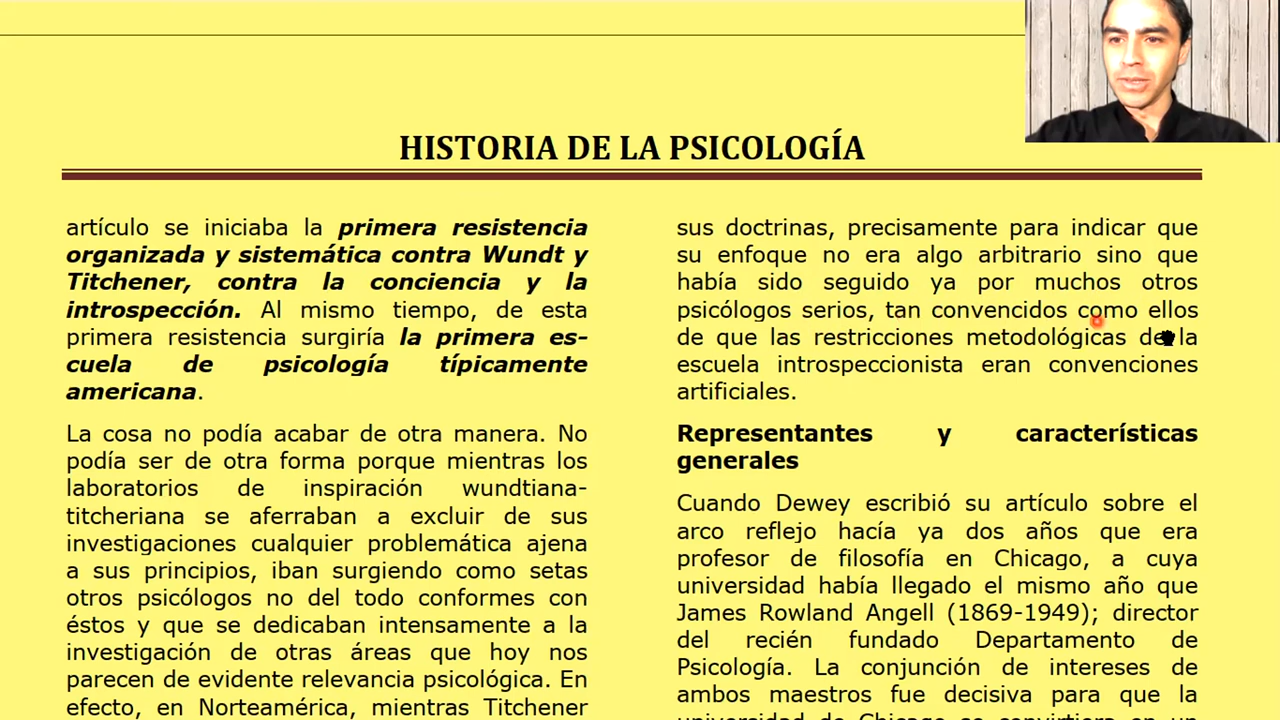 HISTORIA DE LA PSICOLOGÍA
artículo se iniciaba la primera resistencia
organizada y sistemática contra Wundt y
Titchener, contra la conciencia y la
introspección. Al mismo tiempo, de esta
primera resistencia surgiría la primera es-
cuela de psicología típicamente
americana.
La cosa no podía acabar de otra manera. No
podía ser de otra forma porque mientras los
laboratorios de inspiración wundtiana-
titcheriana se aferraban a excluir de sus
investigaciones cualquier problemática ajena
a sus principios, iban surgiendo como setas
otros psicólogos no del todo conformes con
éstos y que se dedicaban intensamente a la
investigación de otras áreas que hoy nos
parecen de evidente relevancia psicológica. En
efecto, en Norteamérica, mientras Titchener
sus doctrinas, precisamente para indicar que
su enfoque no era algo arbitrario sino que
había sido seguido ya por muchos otros
psicólogos serios, tan convencidos como ellos
de que las restricciones metodológicas de la
escuela introspeccionista eran convenciones
artificiales.
Representantes y características
generales
Cuando Dewey escribió su artículo sobre el
arco reflejo hacía ya dos años que era
profesor de filosofía en Chicago, a cuya
universidad había llegado el mismo año que
James Rowland Angell (1869-1949); director
del recién fundado Departamento de
Psicología. La conjunción de intereses de
ambos maestros fue decisiva para que la
universidad de Chicago se convirtiera en un